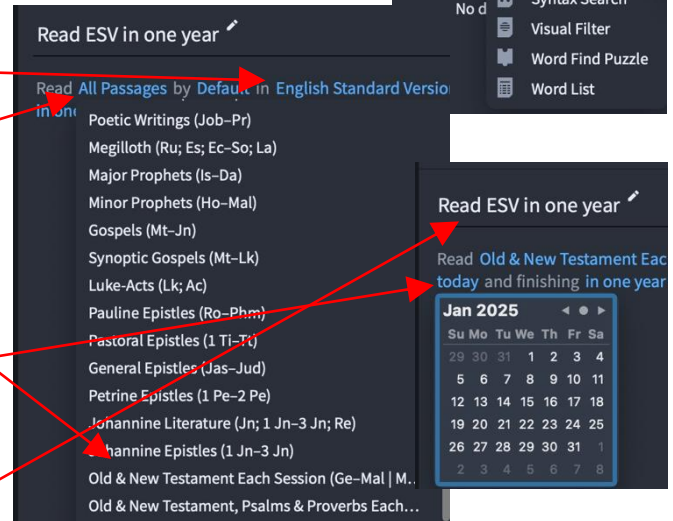 Read ESV in one year
Read All Passages by Default in English Standard Versio
in one
Poetic Writings (Job–Pr)
Megilloth (Ru; Es; Ec–So; La)
Major Prophets (Is–Da)
Minor Prophets (Ho–Mal)
Gospels (Mt–Jn)
Synoptic Gospels (Mt–Lk)
Luke-Acts (Lk; Ac)
Pauline Epistles (Ro–Phm)
Pastoral Epistles (1 Ti–Tt)
General Epistles (Jas–Jud)
Petrine Epistles (1 Pe–2 Pe)
Johannine Literature (Jn; 1 Jn–3 Jn; Re)
Johannine Epistles (1 Jn–3 Jn)
Old & New Testament Each Session (Ge–Mal | M...
Old & New Testament, Psalms & Proverbs Each...
No d
Syntax Search
Visual Filter
Word Find Puzzle
Word List
Read ESV in one year
Read Old & New Testament Eac
today and finishing in one year
Jan 2025
Su Mo Tu We Th Fr Sa
29 30 31 1 2 3 4
5 6 7 8 9 10 11
12 13 14 15 16 17 18
19 20 21 22 23 24 25
26 27 28 29 30 31 1
2 3 4 5 6 7 8